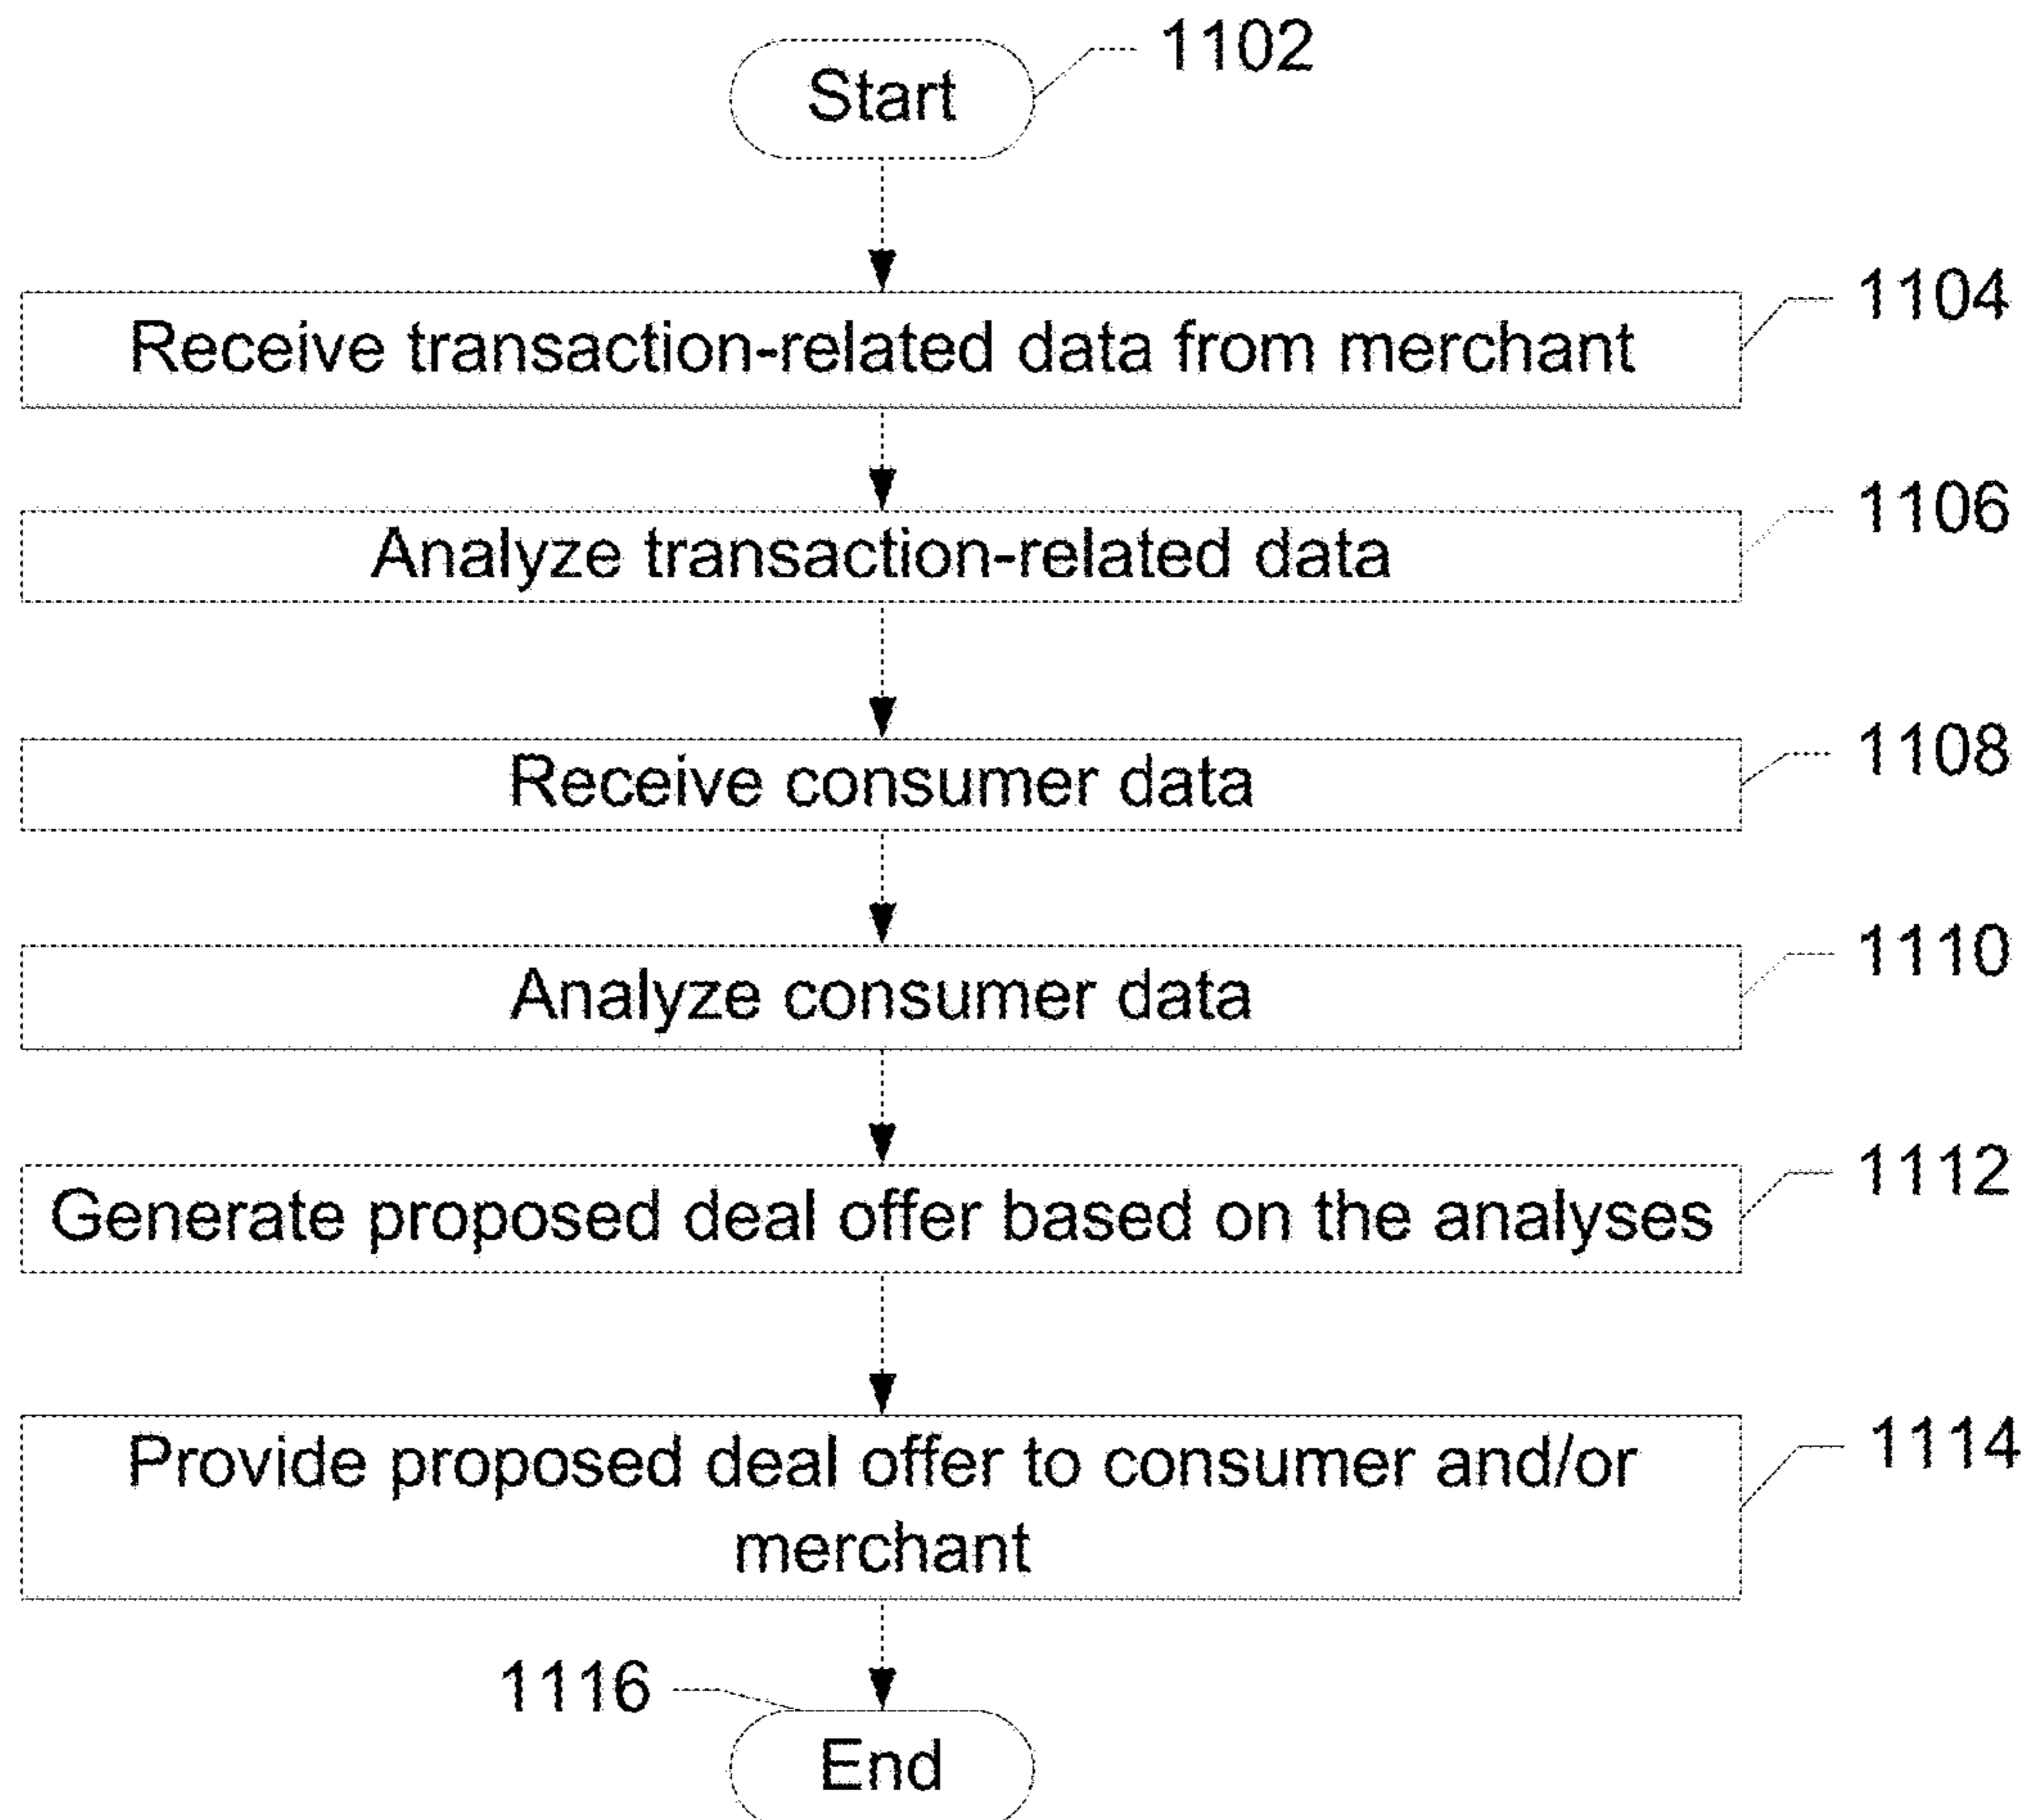 1102
Start
1104
Receive transaction-related data from merchant
1106
Analyze transaction-related data
1108
Receive consumer data
1110
Analyze consumer data
1112
Generate proposed deal offer based on the analyses
1114
Provide proposed deal offer to consumer and/or
merchant
1116
End